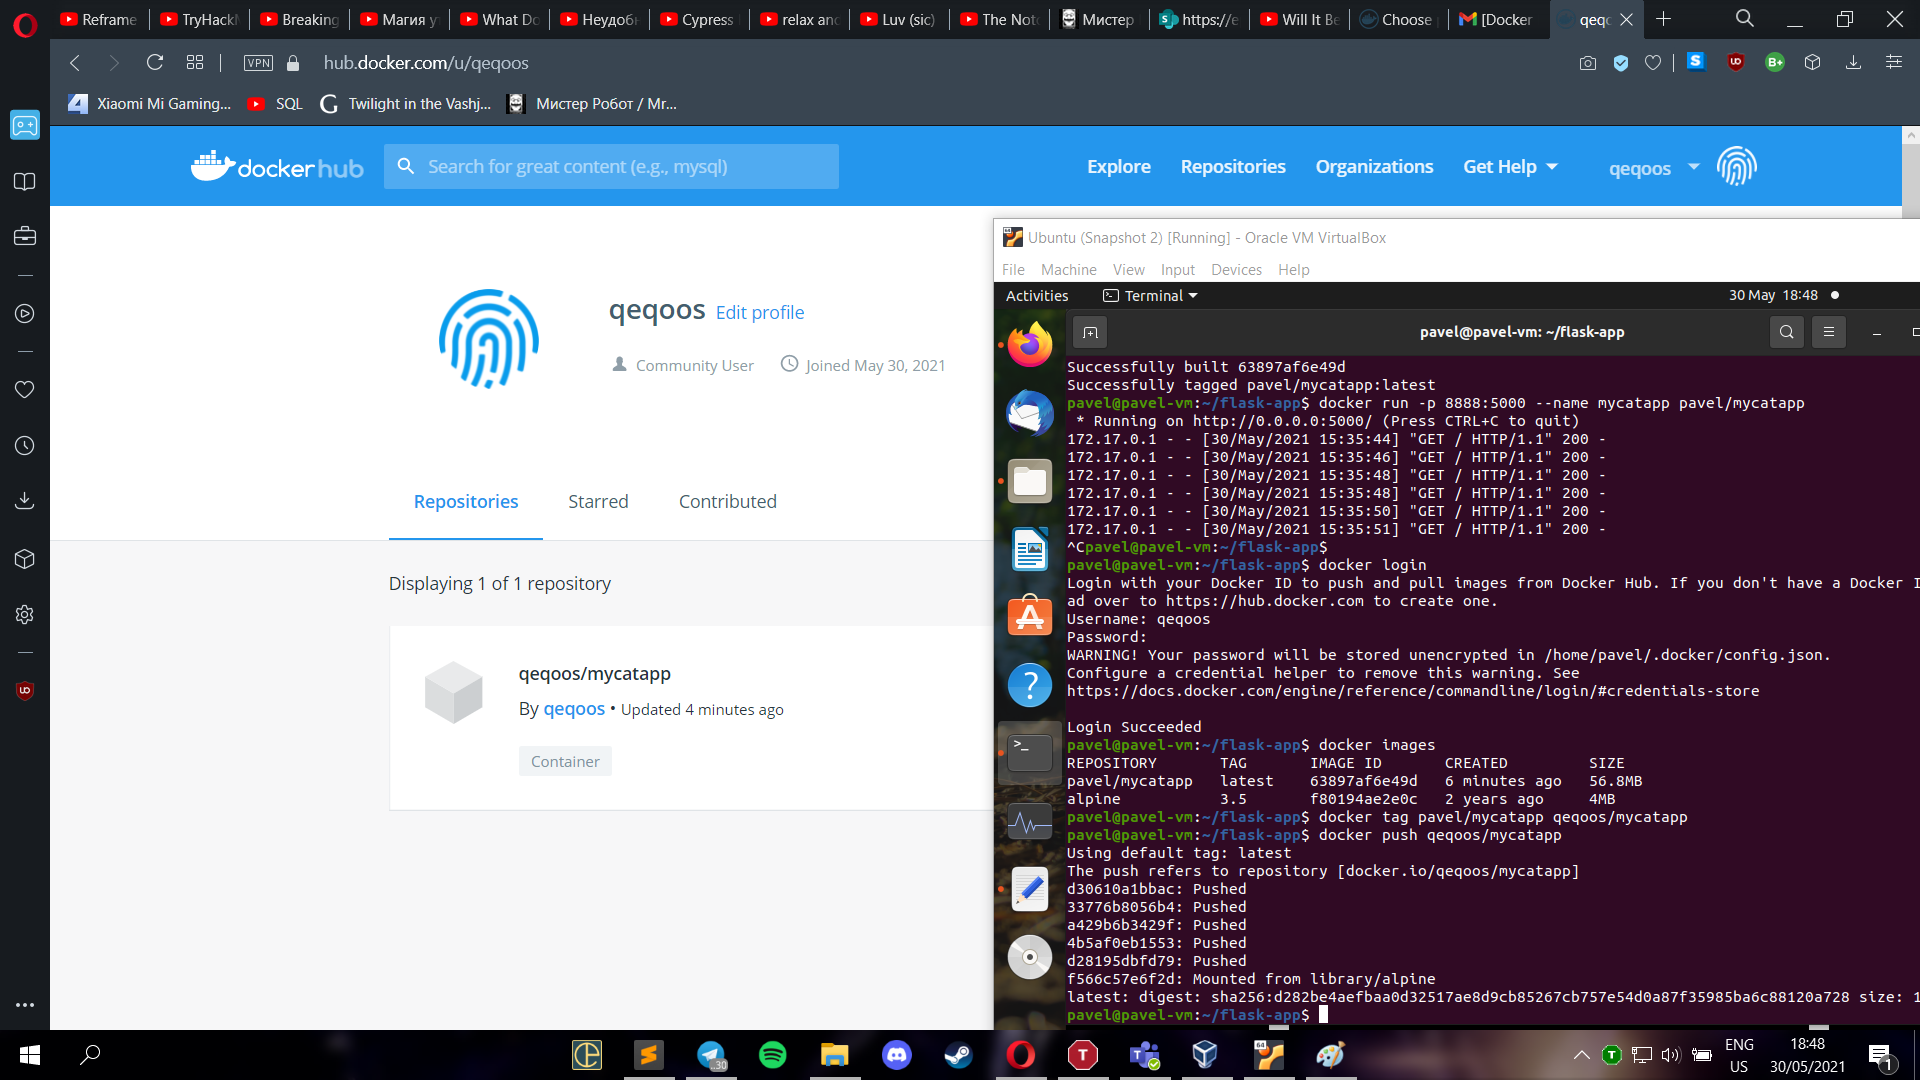 Reframe
TryHackM
Breaking
Магия у
What Do
Неудобн
Cypress
relax anc
Luv (sic)
The Noto
Мистер
https://e
Will It Be
Choose
[Docker
qeqo
VPN
hub.docker.com/u/qeqoos
Xiaomi Mi Gaming...
SQL
Twilight in the Vashj...
Мистер Робот / Mr...
docker hub
Search for great content (e.g., mysql)
Explore
Repositories
Organizations
Get Help
qeqoos
qeqoos
Edit profile
Community User
Joined May 30, 2021
Repositories
Starred
Contributed
Displaying 1 of 1 repository
qeqoos/mycatapp
By qeqoos • Updated 4 minutes ago
Container
Ubuntu (Snapshot 2) [Running] - Oracle VM VirtualBox
File Machine View Input Devices Help
Activities
Terminal
30 May 18:48
pavel@pavel-vm: ~/flask-app
Successfully built 63897af6e49d
Successfully tagged pavel/mycatapp:latest
pavel@pavel-vm:~/flask-app$ docker run -p 8888:5000 --name mycatapp pavel/mycatapp
* Running on http://0.0.0.0:5000/ (Press CTRL+C to quit)
172.17.0.1 - - [30/May/2021 15:35:44] "GET / HTTP/1.1" 200 -
172.17.0.1 - - [30/May/2021 15:35:46] "GET / HTTP/1.1" 200 -
172.17.0.1 - - [30/May/2021 15:35:48] "GET / HTTP/1.1" 200 -
172.17.0.1 - - [30/May/2021 15:35:48] "GET / HTTP/1.1" 200 -
172.17.0.1 - - [30/May/2021 15:35:50] "GET / HTTP/1.1" 200 -
172.17.0.1 - - [30/May/2021 15:35:51] "GET / HTTP/1.1" 200 -
^Cpavel@pavel-vm:~/flask-app$
pavel@pavel-vm:~/flask-app$ docker login
Login with your Docker ID to push and pull images from Docker Hub. If you don't have a Docker I
ad over to https://hub.docker.com to create one.
Username: qeqoos
Password:
WARNING! Your password will be stored unencrypted in /home/pavel/.docker/config.json.
Configure a credential helper to remove this warning. See
https://docs.docker.com/engine/reference/commandline/login/#credentials-store
Login Succeeded
pavel@pavel-vm:~/flask-app$ docker images
REPOSITORY TAG IMAGE ID CREATED SIZE
pavel/mycatapp latest 63897af6e49d 6 minutes ago 56.8MB
alpine 3.5 f80194ae2e0c 2 years ago 4MB
pavel@pavel-vm:~/flask-app$ docker tag pavel/mycatapp qeqoos/mycatapp
pavel@pavel-vm:~/flask-app$ docker push qeqoos/mycatapp
Using default tag: latest
The push refers to repository [docker.io/qeqoos/mycatapp]
d30610a1bbac: Pushed
33776b8056b4: Pushed
a429b6b3429f: Pushed
4b5af0eb1553: Pushed
d28195dbfd79: Pushed
f566c57e6f2d: Mounted from library/alpine
latest: digest: sha256:d282be4aefbaa0d32517ae8d9cb85267cb757e54d0a87f35985ba6c88120a728 size: 1
pavel@pavel-vm:~/flask-app$
ENG
US
18:48
30/05/2021
1